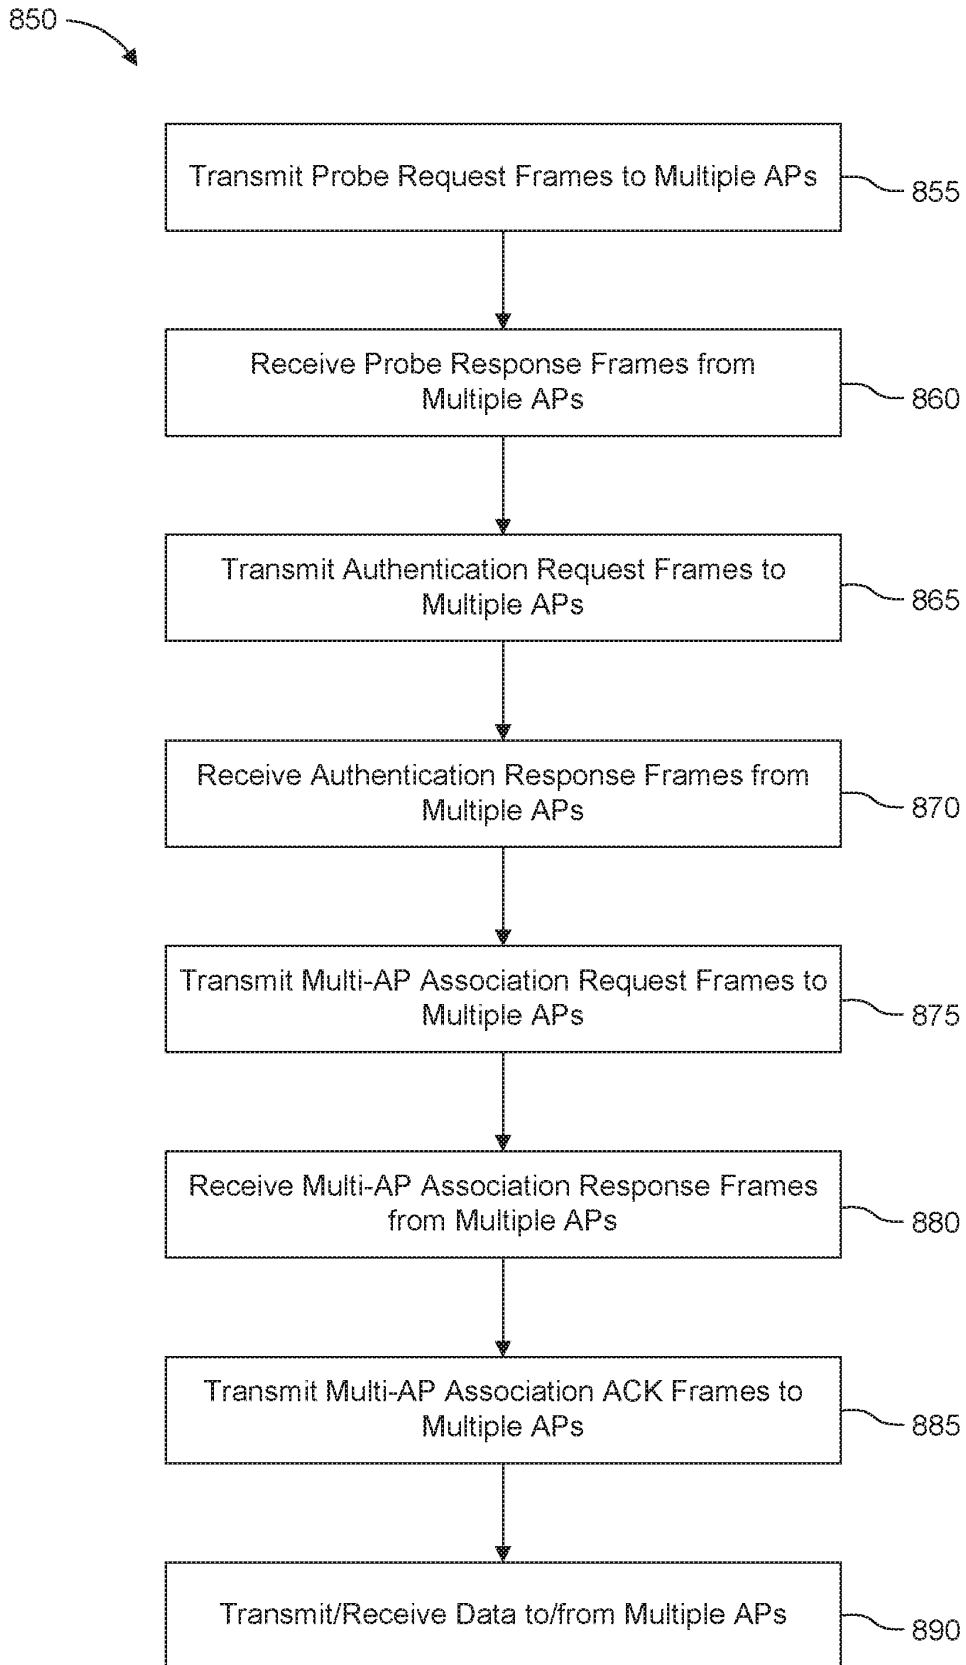 850
Transmit Probe Request Frames to Multiple APs
855
Receive Probe Response Frames from
Multiple APs
860
Transmit Authentication Request Frames to
Multiple APs
865
Receive Authentication Response Frames from
Multiple APs
870
Transmit Multi-AP Association Request Frames to
Multiple APs
875
Receive Multi-AP Association Response Frames
from Multiple APs
880
Transmit Multi-AP Association ACK Frames to
Multiple APs
885
Transmit/Receive Data to/from Multiple APs
890